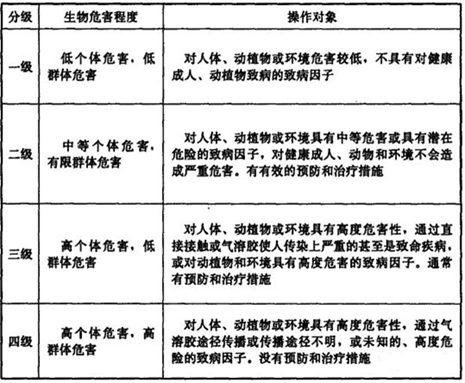 分级 生物危害程度 操作对象
一级 低个体危害，低群体危害
对人体、动植物或环境危害较低，不具有对健康
成人、动植物致病的致病因子
二级 中等个体危害，有限群体危害
对人体、动植物或环境具有中等危害或具有潜在
危险的致病因子，对健康成人、动物和环境不会造
成严重危害。有有效的预防和治疗措施
三级 高个体危害，低群体危害
对人体、动植物或环境具有高度危害性，通过直
接接触或气溶胶使人传染上严重的甚至是致命疾病，
或对动植物和环境具有高度危害的致病因子。通常
有预防和治疗措施
四级 高个体危害，高群体危害
对人体、动植物或环境具有高度危害性，通过气
溶胶途径传播或传播途径不明，或未知的、高度危
险的致病因子。没有预防和治疗措施